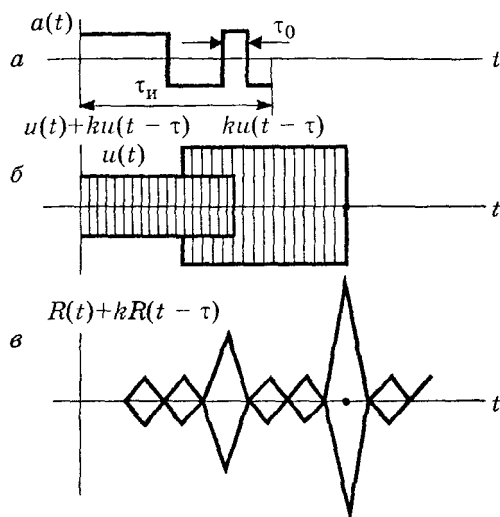 a(t)
τ₀
а
t
τи
u(t)+ku(t − τ) ku(t − τ)
u(t)
б
t
R(t)+kR(t − τ)
в
t